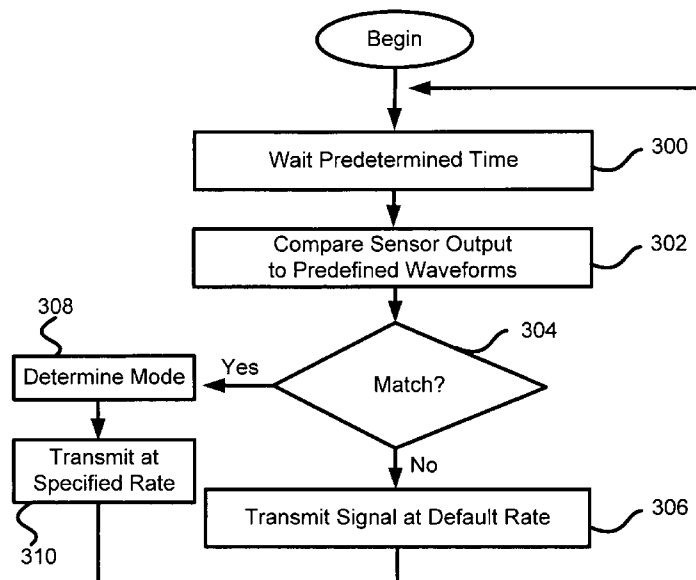 Begin
Wait Predetermined Time
300
Compare Sensor Output
to Predefined Waveforms
302
304
Match?
Yes
308
Determine Mode
Transmit at
Specified Rate
310
No
Transmit Signal at Default Rate
306